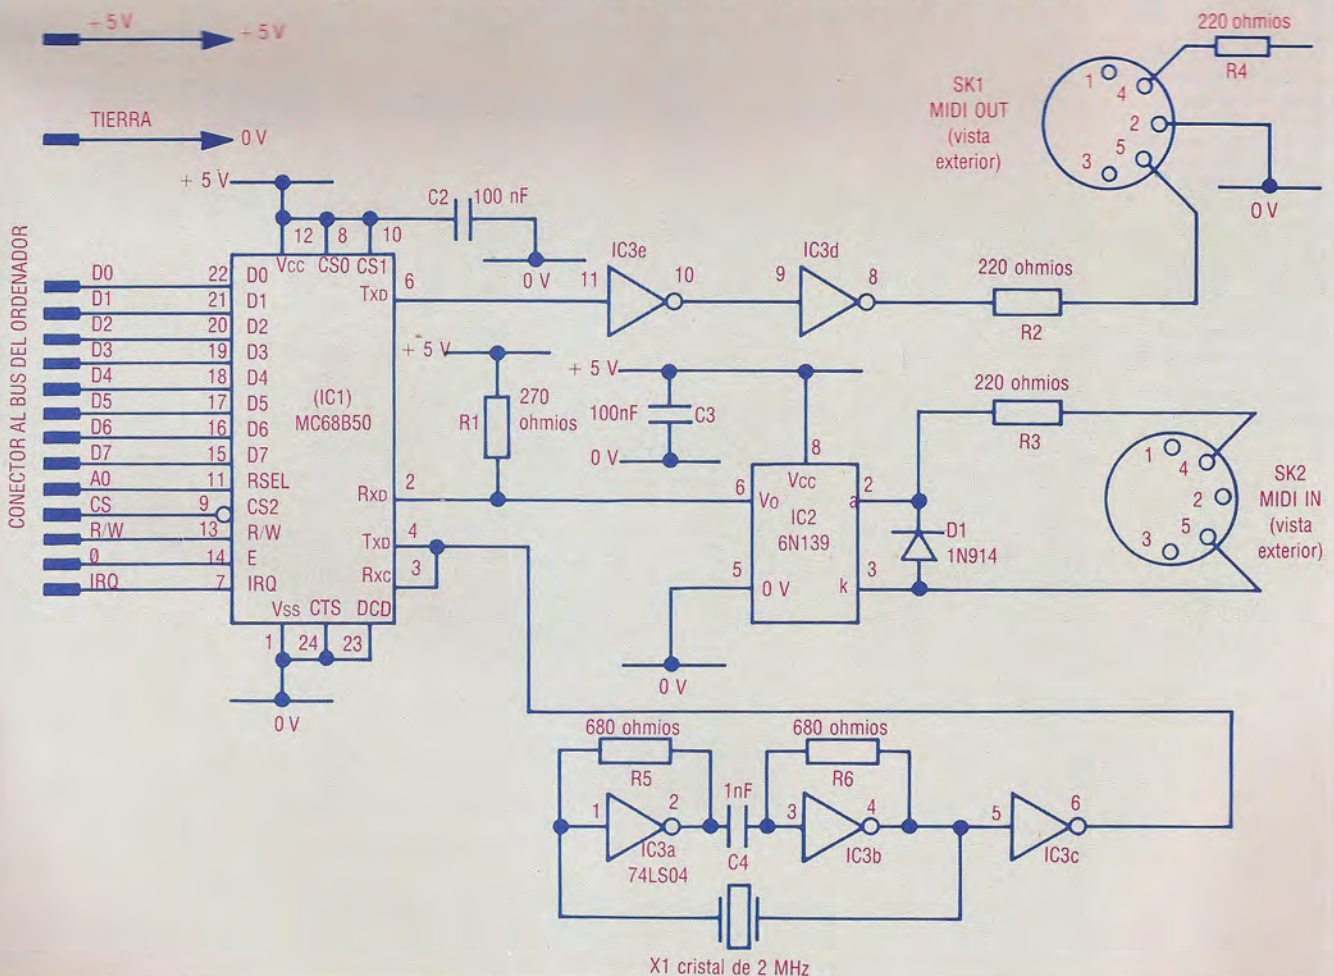 + 5 V
+ 5 V
TIERRA
0 V
CONECTOR AL BUS DEL ORDENADOR
D0
D1
D2
D3
D4
D5
D6
D7
A0
CS
R/W
0
IRQ
22
21
20
19
18
17
16
15
11
9
13
14
7
+ 5 V
C2
100 nF
0 V
12
8
10
Vcc
CS0
CS1
D0
D1
D2
D3
D4
D5
D6
D7
RSEL
CS2
R/W
E
IRQ
(IC1)
MC68B50
TxD
6
RxD
2
TxD
4
Rxc
3
Vss
CTS
DCD
1
24
23
0 V
IC3e
11
10
IC3d
9
8
220 ohmios
R2
SK1
MIDI OUT
(vista
exterior)
1
4
2
5
3
220 ohmios
R4
0 V
+ 5 V
R1
270
ohmios
+ 5 V
100nF
C3
0 V
8
Vcc
6
Vo
IC2
6N139
a
2
5
0 V
k
3
0 V
D1
1N914
220 ohmios
R3
1
4
2
5
3
SK2
MIDI IN
(vista
exterior)
680 ohmios
R5
1
2
IC3a
74LS04
1nF
C4
680 ohmios
R6
3
4
IC3b
5
6
IC3c
X1 cristal de 2 MHz